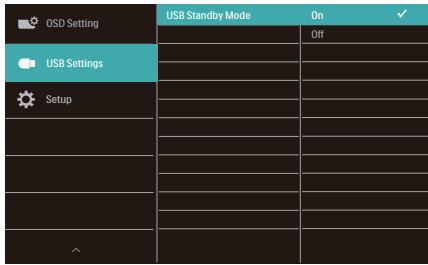 OSD Setting
USB Settings
Setup
USB Standby Mode
On
Off